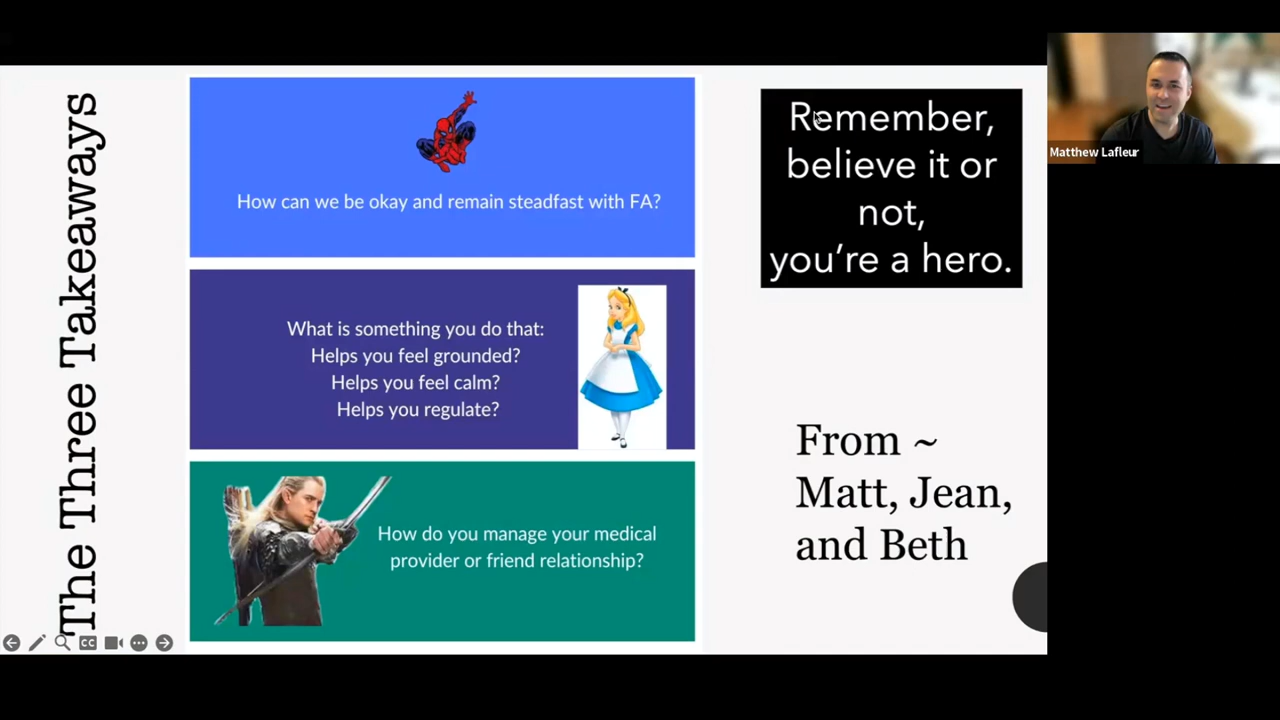 The Three Takeaways
How can we be okay and remain steadfast with FA?
What is something you do that:
Helps you feel grounded?
Helps you feel calm?
Helps you regulate?
How do you manage your medical
provider or friend relationship?
Remember,
believe it or
not,
you’re a hero.
From ~
Matt, Jean,
and Beth
Matthew Lafleur
CC